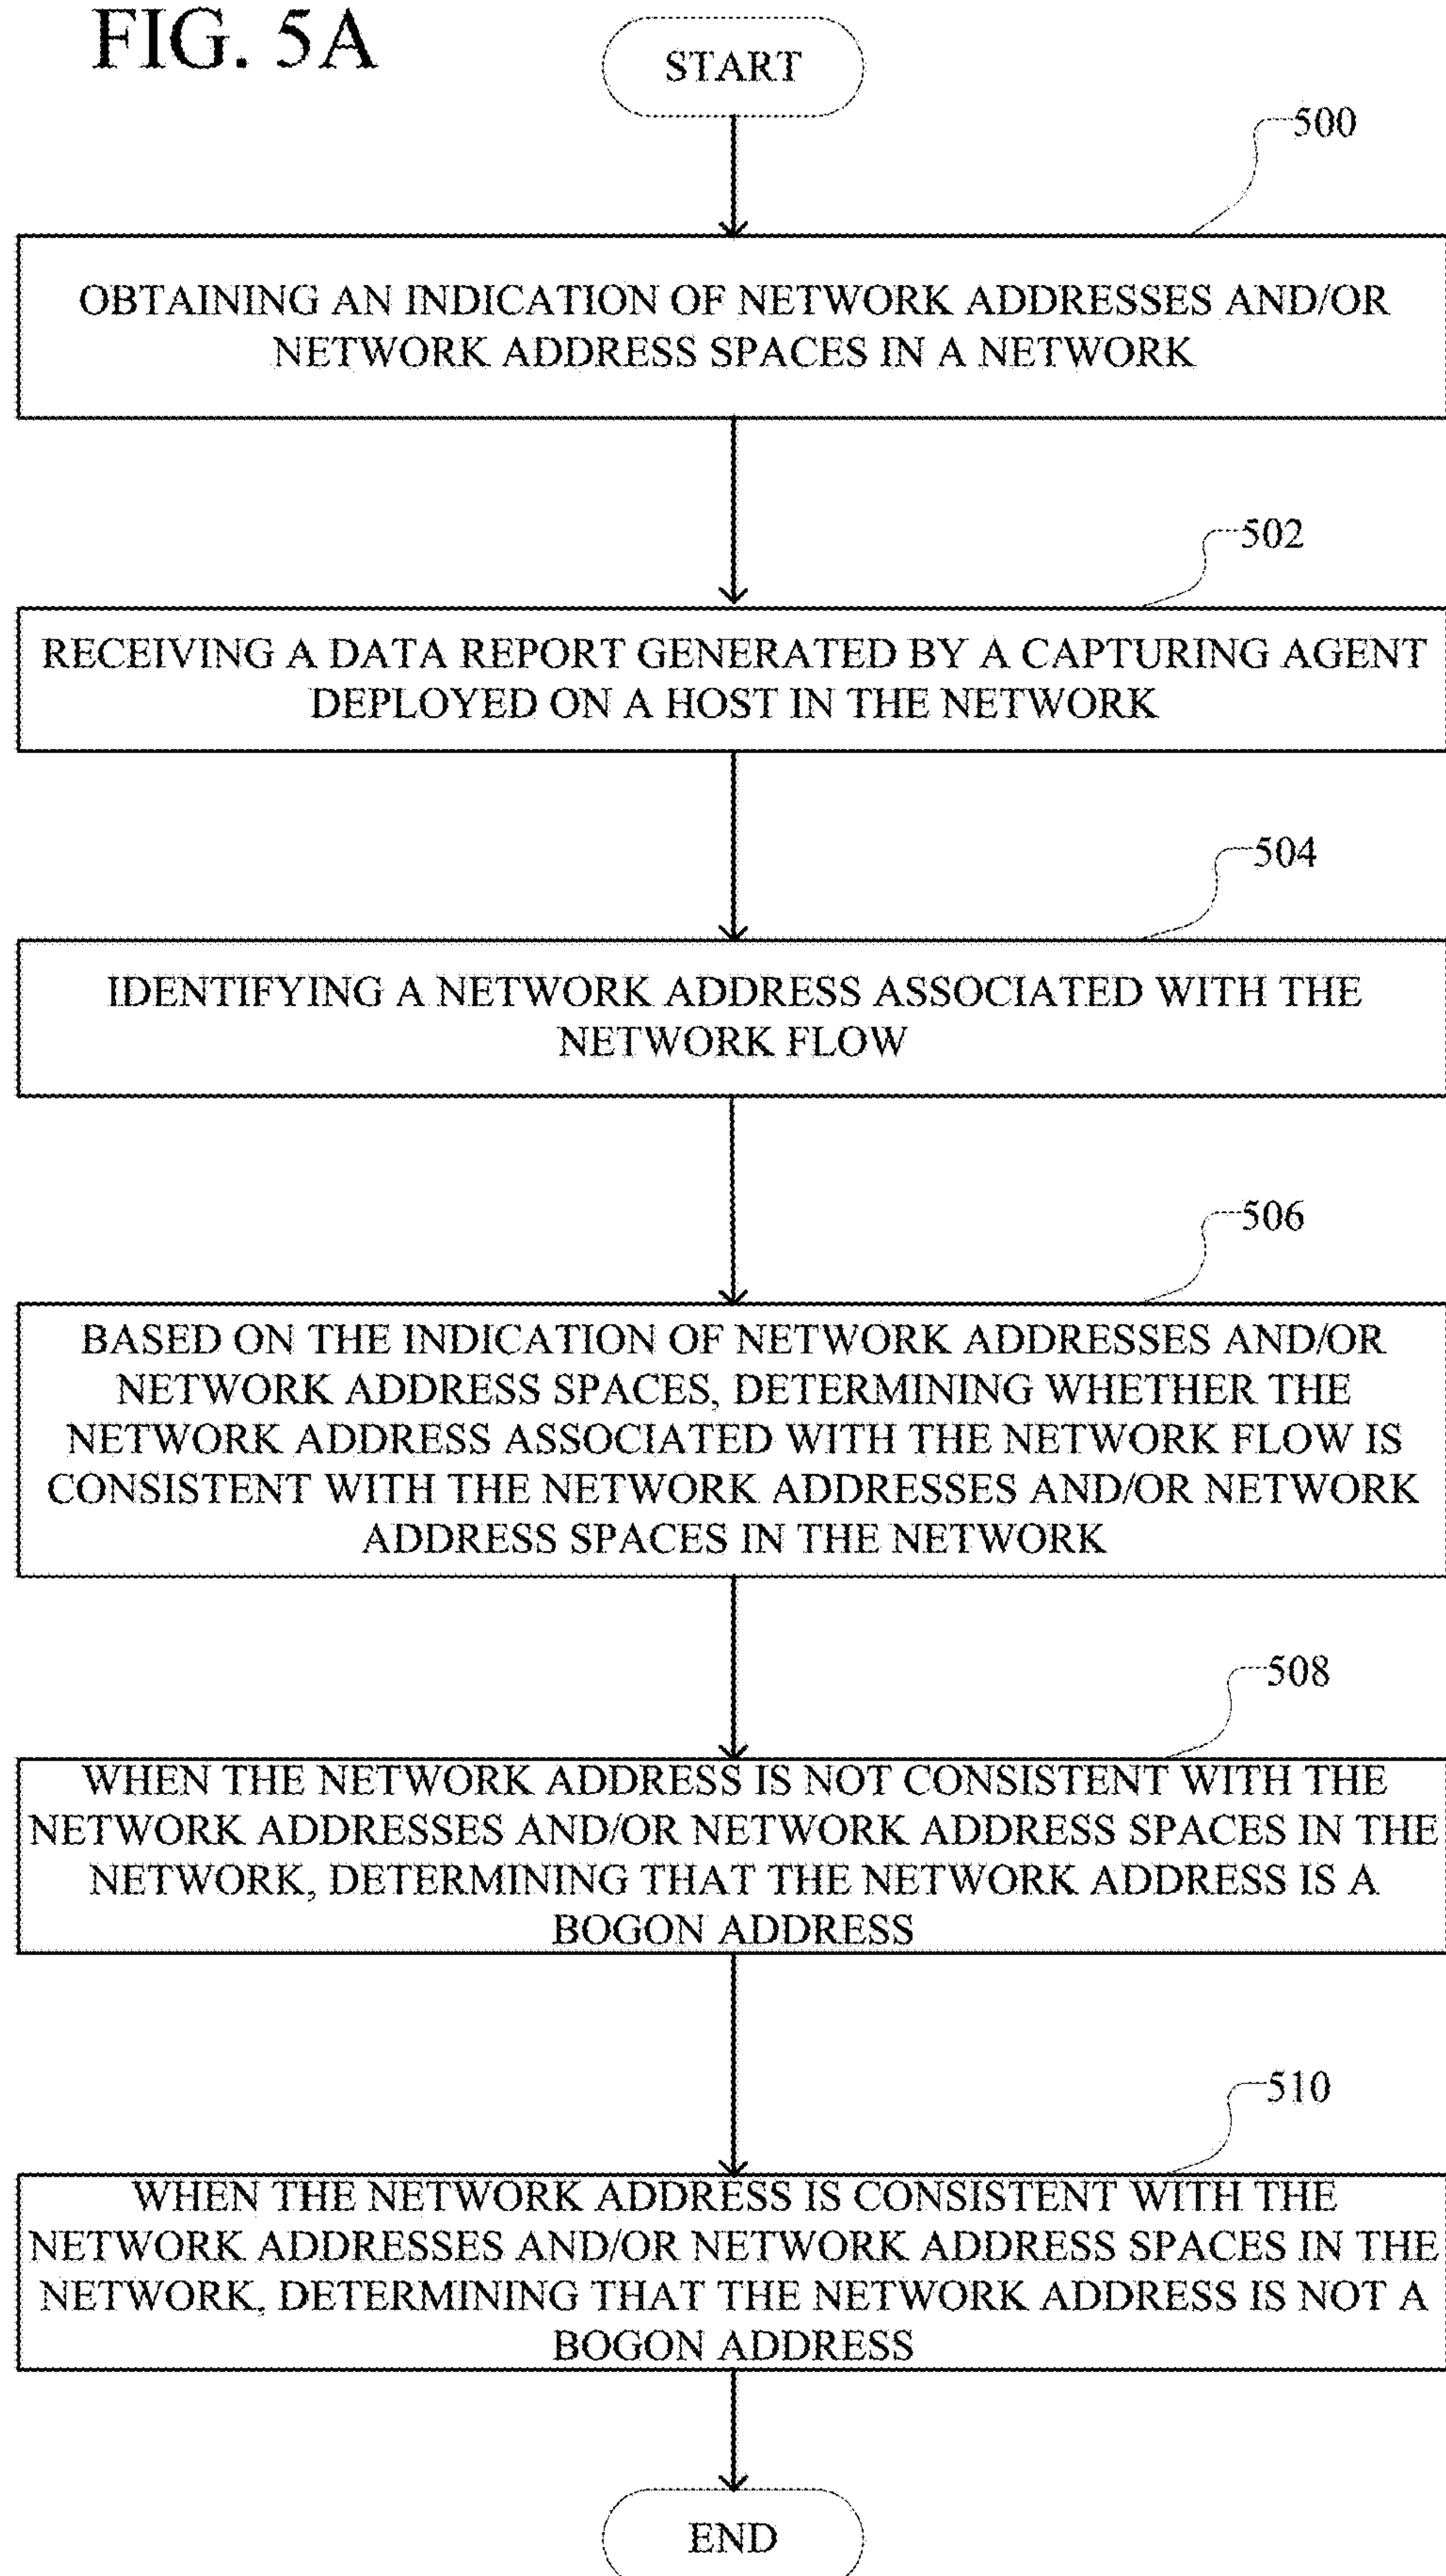 FIG. 5A
START
500
OBTAINING AN INDICATION OF NETWORK ADDRESSES AND/OR
NETWORK ADDRESS SPACES IN A NETWORK
502
RECEIVING A DATA REPORT GENERATED BY A CAPTURING AGENT
DEPLOYED ON A HOST IN THE NETWORK
504
IDENTIFYING A NETWORK ADDRESS ASSOCIATED WITH THE
NETWORK FLOW
506
BASED ON THE INDICATION OF NETWORK ADDRESSES AND/OR
NETWORK ADDRESS SPACES, DETERMINING WHETHER THE
NETWORK ADDRESS ASSOCIATED WITH THE NETWORK FLOW IS
CONSISTENT WITH THE NETWORK ADDRESSES AND/OR NETWORK
ADDRESS SPACES IN THE NETWORK
508
WHEN THE NETWORK ADDRESS IS NOT CONSISTENT WITH THE
NETWORK ADDRESSES AND/OR NETWORK ADDRESS SPACES IN THE
NETWORK, DETERMINING THAT THE NETWORK ADDRESS IS A
BOGON ADDRESS
510
WHEN THE NETWORK ADDRESS IS CONSISTENT WITH THE
NETWORK ADDRESSES AND/OR NETWORK ADDRESS SPACES IN THE
NETWORK, DETERMINING THAT THE NETWORK ADDRESS IS NOT A
BOGON ADDRESS
END